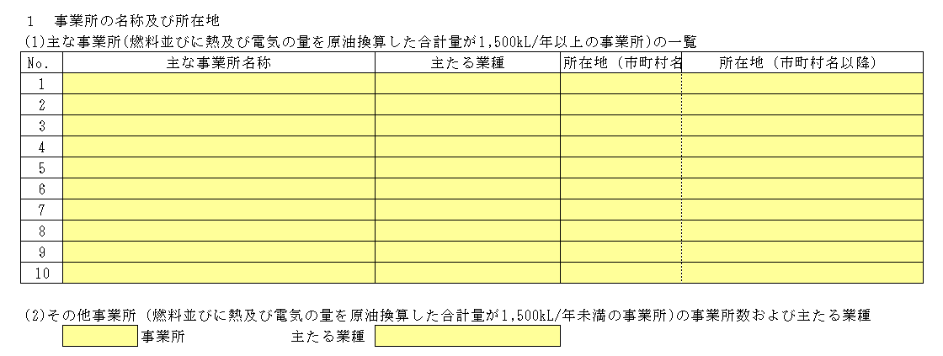 1 事業所の名称及び所在地
(1)主な事業所(燃料並びに熱及び電気の量を原油換算した合計量が1,500kL/年以上の事業所)の一覧
No. 主な事業所名称 主たる業種 所在地（市町村名 所在地（市町村名以降）
1
2
3
4
5
6
7
8
9
10
(2)その他事業所（燃料並びに熱及び電気の量を原油換算した合計量が1,500kL/年未満の事業所)の事業所数および主たる業種
事業所 主たる業種